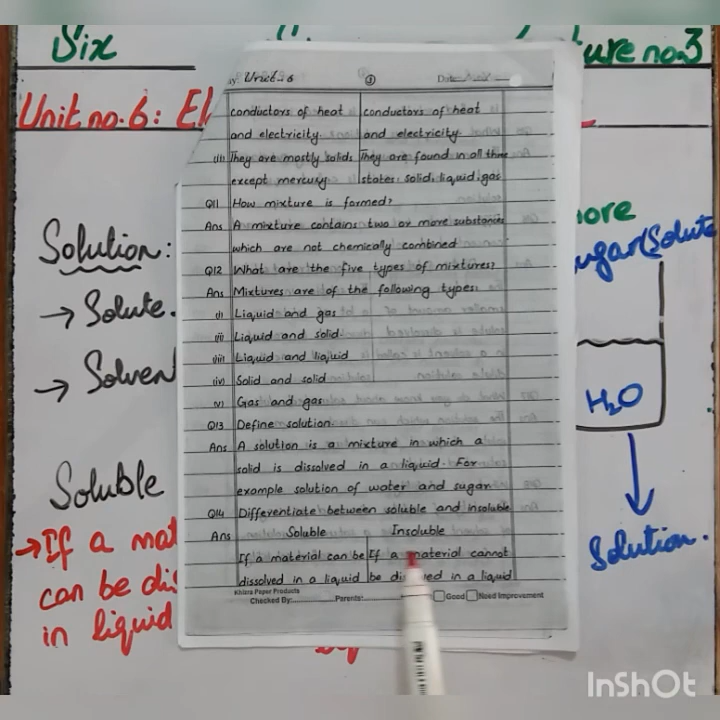 Six
ture no.3
Unit no.6: El
Solution:
→ Solute.
→ Solven
Soluble
→ If a mat
can be dis
in liquid
ore
ugar(Solute
H₂O
Solution.
Unit: 6
③
Date
conductors of heat | conductors of heat
and electricity. | and electricity.
(iii) They are mostly solids | They are found in all three
except mercury | states solid, liquid, gas
Q11 How mixture is formed?
Ans A mixture contains two or more substances
which are not chemically combined
Q12 What are the five types of mixtures?
Ans Mixtures are of the following types:
(i) Liquid and gas
(ii) Liquid and solid.
(iii) Liquid and liquid
(iv) Solid and solid
(v) Gas and gas
Q13 Define solution.
Ans A solution is a mixture in which a
solid is dissolved in a liquid. For
example solution of water and sugar.
Q14 Differentiate between soluble and insoluble
Ans Soluble | Insoluble
If a material can be | If a material cannot
dissolved in a liquid | be dis ed in a liquid
Khizra Paper Products
Checked By: Parents: Good Need Improvement
InShOt